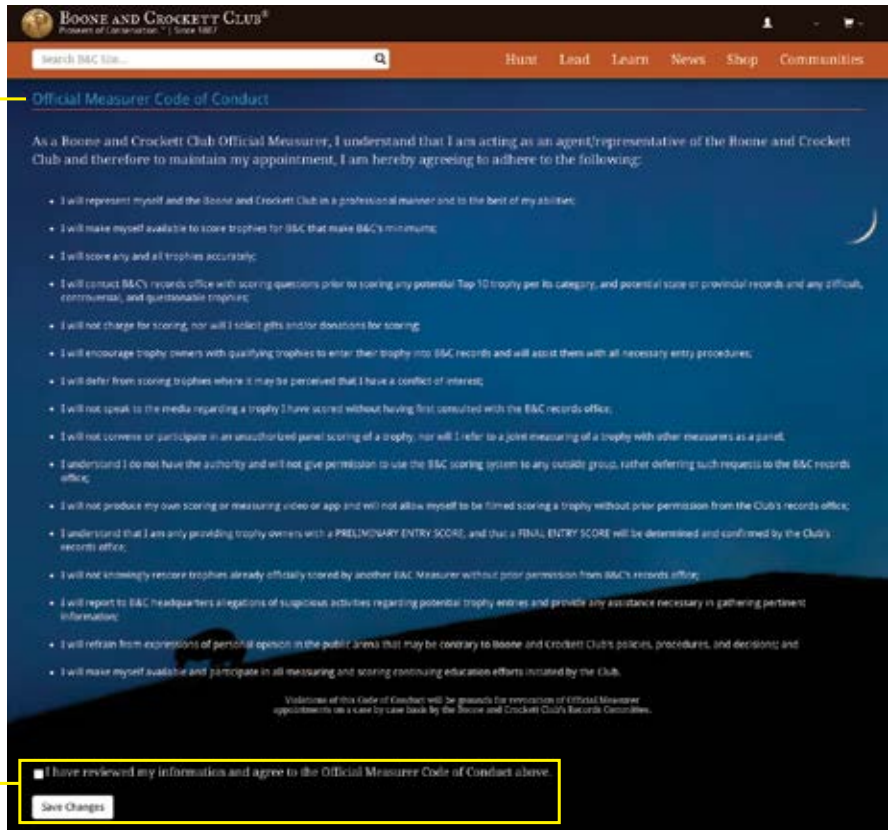 BOONE AND CROCKETT CLUB®
Pioneers of Conservation ™ | Since 1887
Search B&C Site...
Hunt Lead Learn News Shop Communities
Official Measurer Code of Conduct
As a Boone and Crockett Club Official Measurer, I understand that I am acting as an agent/representative of the Boone and Crockett
Club and therefore to maintain my appointment, I am hereby agreeing to adhere to the following:
• I will represent myself and the Boone and Crockett Club in a professional manner and to the best of my abilities;
• I will make myself available to score trophies for B&C that make B&C's minimums;
• I will score any and all trophies accurately;
• I will contact B&C's records office with scoring questions prior to scoring any potential Top 10 trophy per its category, and potential state or provincial records and any difficult,
controversial, and questionable trophies;
• I will not charge for scoring, nor will I solicit gifts and/or donations for scoring;
• I will encourage trophy owners with qualifying trophies to enter their trophy into B&C records and will assist them with all necessary entry procedures;
• I will defer from scoring trophies where it may be perceived that I have a conflict of interest;
• I will not speak to the media regarding a trophy I have scored without having first consulted with the B&C records office;
• I will not convene or participate in an unauthorized panel scoring of a trophy, nor will I refer to a joint measuring of a trophy with other measurers as a panel;
• I understand I do not have the authority and will not give permission to use the B&C scoring system to any outside group, rather deferring such requests to the B&C records
office;
• I will not produce my own scoring or measuring video or app and will not allow myself to be filmed scoring a trophy without prior permission from the Club's records office;
• I understand that I am only providing trophy owners with a PRELIMINARY ENTRY SCORE, and that a FINAL ENTRY SCORE will be determined and confirmed by the Club's
records office;
• I will not knowingly rescore trophies already officially scored by another B&C Measurer without prior permission from B&C's records office;
• I will report to B&C headquarters allegations of suspicious activities regarding potential trophy entries and provide any assistance necessary in gathering pertinent
information;
• I will refrain from expressions of personal opinion in the public arena that may be contrary to Boone and Crockett Club's policies, procedures, and decisions; and
• I will make myself available and participate in all measuring and scoring continuing education efforts initiated by the Club.
Violations of this Code of Conduct will be grounds for revocation of Official Measurer
appointments on a case by case basis by the Boone and Crockett Club's Records Committee.
I have reviewed my information and agree to the Official Measurer Code of Conduct above.
Save Changes